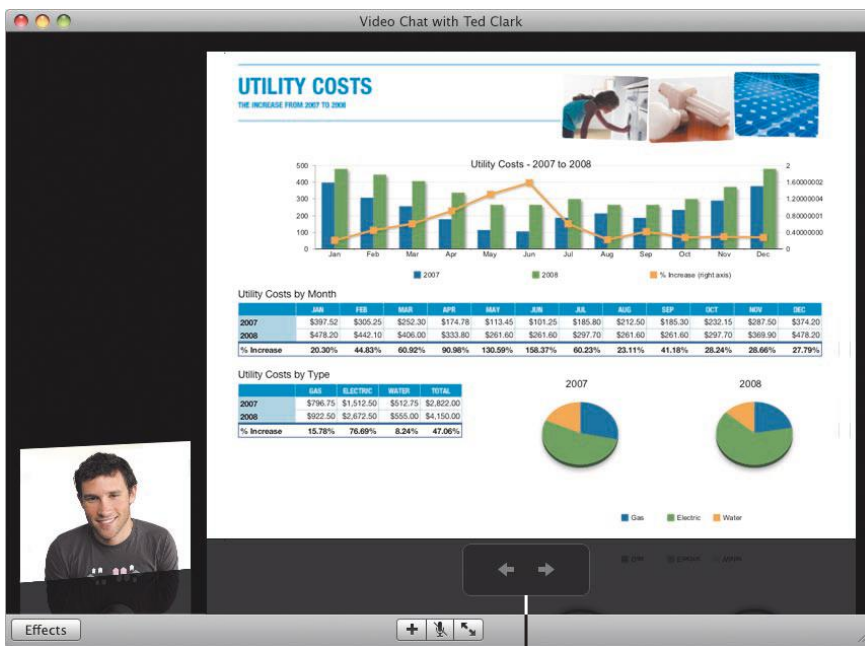 Video Chat with Ted Clark
UTILITY COSTS
THE INCREASE FROM 2007 TO 2008
Utility Costs - 2007 to 2008
500 2
400 1.60000002
300 1.20000004
200 0.80000001
100 0.40000000
0 0
Jan Feb Mar Apr May Jun Jul Aug Sep Oct Nov Dec
2007 2008 % Increase (right axis)
Utility Costs by Month
JAN FEB MAR APR MAY JUN JUL AUG SEP OCT NOV DEC
2007 $397.52 $305.25 $252.30 $174.78 $113.45 $101.25 $185.80 $212.50 $185.30 $232.15 $287.50 $374.20
2008 $478.20 $442.10 $406.00 $333.80 $261.60 $261.60 $297.70 $261.60 $261.60 $297.70 $369.90 $478.20
% Increase 20.30% 44.83% 60.92% 90.98% 130.59% 158.37% 60.23% 23.11% 41.18% 28.24% 28.66% 27.79%
Utility Costs by Type
GAS ELECTRIC WATER TOTAL
2007 $796.75 $1,512.50 $512.75 $2,822.00
2008 $922.50 $2,672.50 $555.00 $4,150.00
% Increase 15.78% 76.69% 8.24% 47.06%
2007 2008
Gas Electric Water
Effects